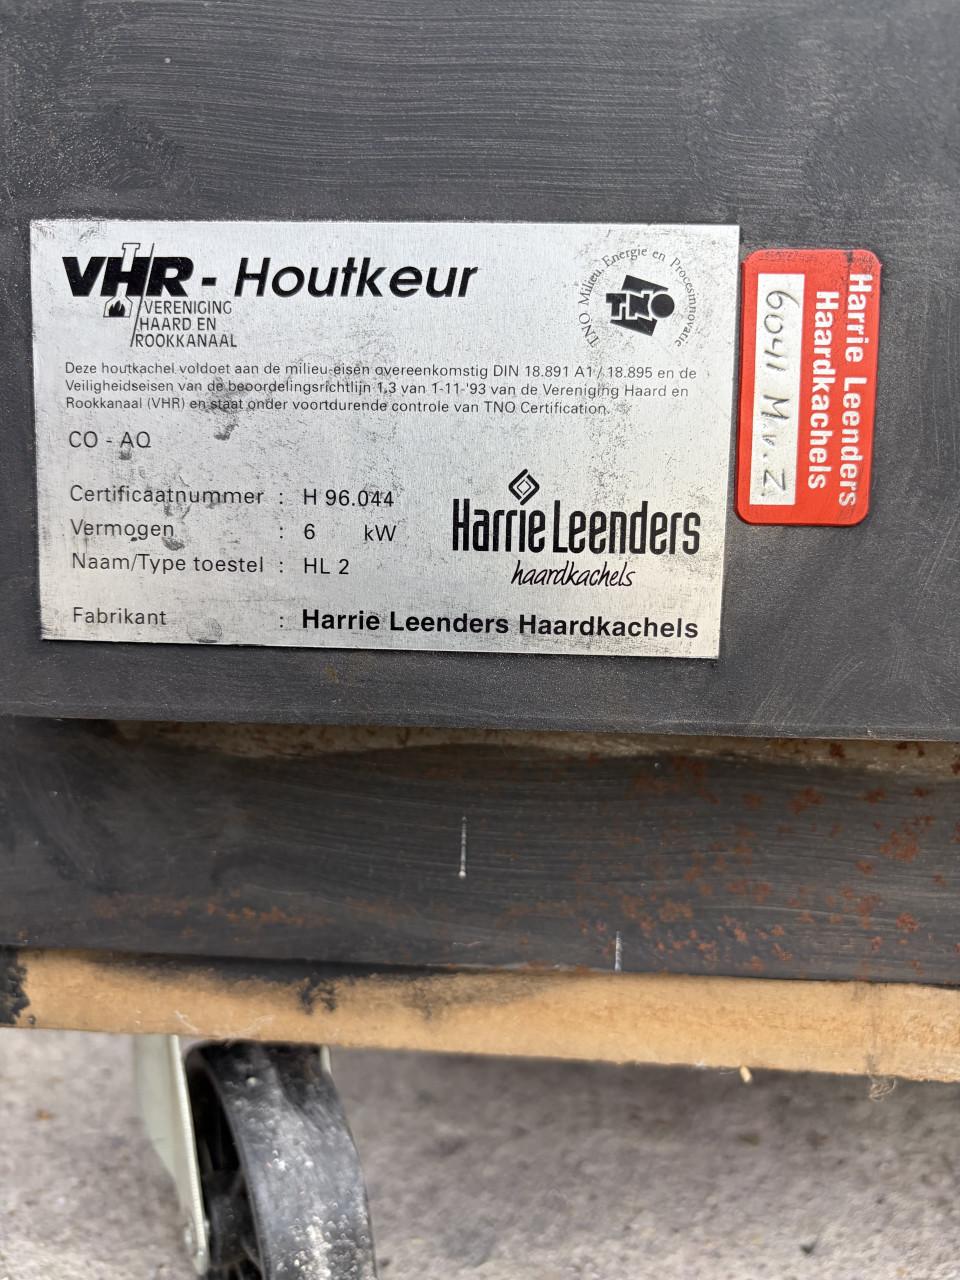 VHR - Houtkeur
VERENIGING
HAARD EN
ROOKKANAAL
TNO Milieu, Energie en Procesinnovatie
TNO
Deze houtkachel voldoet aan de milieu-eisen overeenkomstig DIN 18.891 A1 / 18.895 en de
Veiligheidseisen van de beoordelingsrichtlijn 1,3 van 1-11-'93 van de Vereniging Haard en
Rookkanaal (VHR) en staat onder voortdurende controle van TNO Certification.
CO - AQ
Certificaatnummer : H 96.044
Vermogen : 6 kW
Naam/Type toestel : HL 2
Harrie Leenders
haardkachels
Fabrikant : Harrie Leenders Haardkachels
Harrie Leenders
Haardkachels
6041 M.v.Z